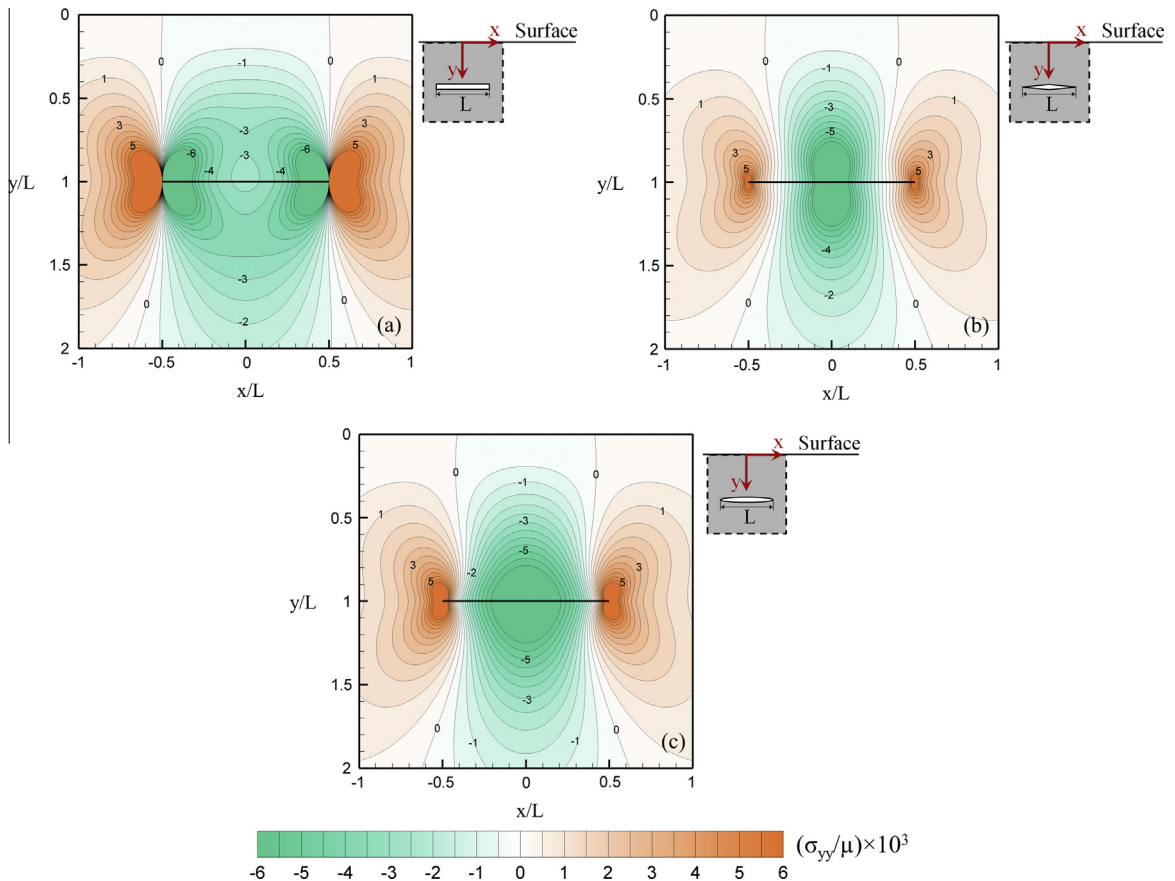 0
0.5
1
1.5
2
y/L
-1 -0.5 0 0.5 1
x/L
0 -1 0
1 1
3 -3 3
5 -6 -3 -6 5
-4 -4
-3
0 -2 0
(a)
x Surface
y
L
0
0.5
1
1.5
2
y/L
-1 -0.5 0 0.5 1
x/L
0 -1 0
1 -3 1
3 -5 3
5 5
-4
0 -2 0
(b)
x Surface
y
L
0
0.5
1
1.5
2
y/L
-1 -0.5 0 0.5 1
x/L
0 -1 0
1 -3 1
3 -5 3
5 -2 5
-5
-3
0 -1 -1 0
(c)
x Surface
y
L
-6 -5 -4 -3 -2 -1 0 1 2 3 4 5 6
(σyy/μ)×10³